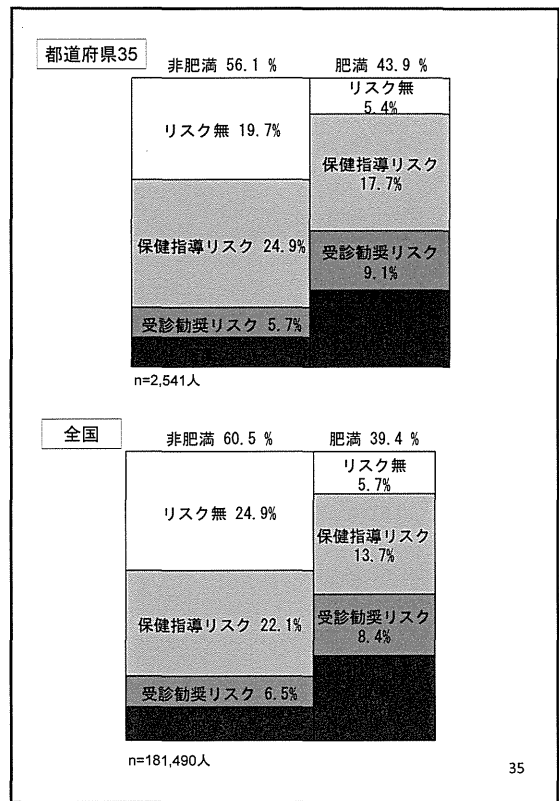 都道府県35
非肥満 56.1 %
肥満 43.9 %
リスク無 19.7%
保健指導リスク 24.9%
受診勧奨リスク 5.7%
リスク無
5.4%
保健指導リスク
17.7%
受診勧奨リスク
9.1%
n=2,541人
全国
非肥満 60.5 %
肥満 39.4 %
リスク無 24.9%
保健指導リスク 22.1%
受診勧奨リスク 6.5%
リスク無
5.7%
保健指導リスク
13.7%
受診勧奨リスク
8.4%
n=181,490人
35